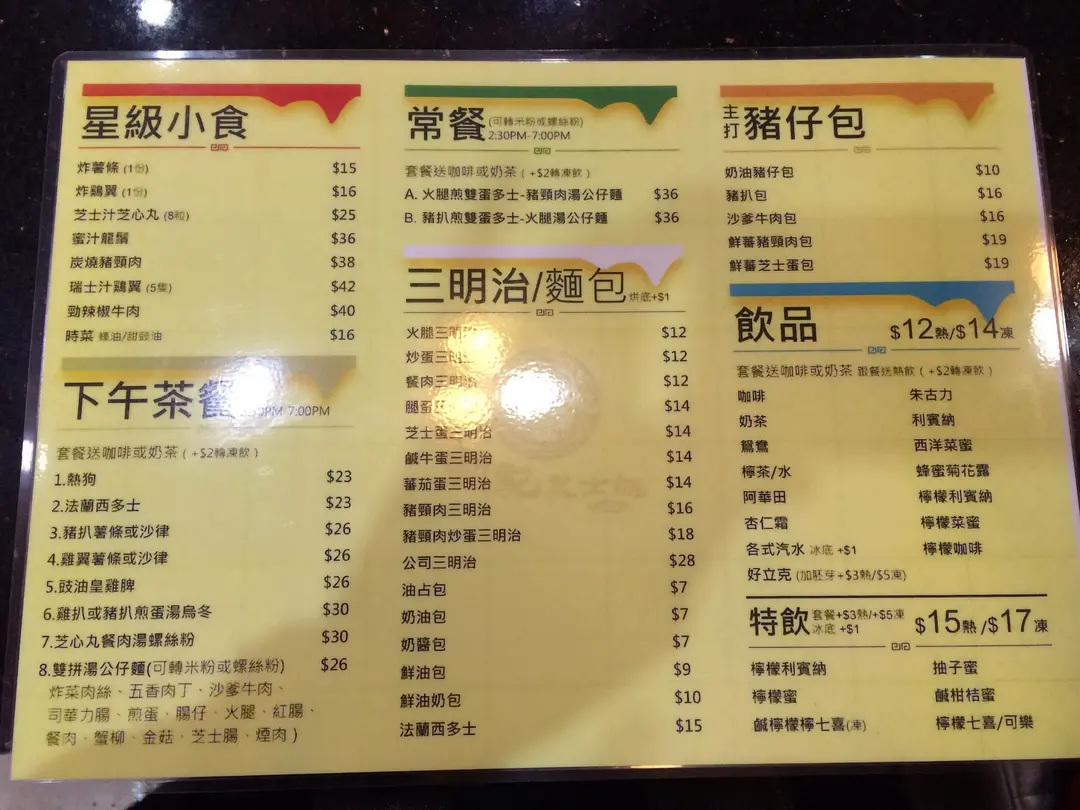 星級小食
炸薯條 (1份) $15
炸鷄翼 (1份) $16
芝士汁芝心丸 (8粒) $25
蜜汁龍鬚 $36
炭燒豬頸肉 $38
瑞士汁鷄翼 (5隻) $42
勁辣椒牛肉 $40
時菜 蠔油/甜豉油 $16
下午茶餐 PM-7:00PM
套餐送咖啡或奶茶 ( +$2轉凍飲 )
1.熱狗 $23
2.法蘭西多士 $23
3.豬扒薯條或沙律 $26
4.雞翼薯條或沙律 $26
5.豉油皇雞脾 $26
6.雞扒或豬扒煎蛋湯烏冬 $30
7.芝心丸餐肉湯螺絲粉 $30
8.雙拼湯公仔麵(可轉米粉或螺絲粉) $26
炸菜肉絲、五香肉丁、沙爹牛肉、
司華力腸、煎蛋、腸仔、火腿、紅腸、
餐肉、蟹柳、金菇、芝士腸、煙肉 )
常餐 (可轉米粉或螺絲粉)
2:30PM-7:00PM
套餐送咖啡或奶茶 ( +$2轉凍飲 )
A. 火腿煎雙蛋多士-豬頸肉湯公仔麵 $36
B. 豬扒煎雙蛋多士-火腿湯公仔麵 $36
三明治/麵包 烘底+$1
火腿三明治 $12
炒蛋三明治 $12
餐肉三明治 $12
腿蛋 $14
芝士蛋三明治 $14
鹹牛蛋三明治 $14
蕃茄蛋三明治 $14
豬頸肉三明治 $16
豬頸肉炒蛋三明治 $18
公司三明治 $28
油占包 $7
奶油包 $7
奶醬包 $7
鮮油包 $9
鮮油奶包 $10
法蘭西多士 $15
主打豬仔包
奶油豬仔包 $10
豬扒包 $16
沙爹牛肉包 $16
鮮蕃豬頸肉包 $19
鮮蕃芝士蛋包 $19
飲品 $12熱/$14凍
套餐送咖啡或奶茶 跟餐送熱飲 ( +$2轉凍飲 )
咖啡 朱古力
奶茶 利賓納
鴛鴦 西洋菜蜜
檸茶/水 蜂蜜菊花露
阿華田 檸檬利賓納
杏仁霜 檸檬菜蜜
各式汽水 冰底 +$1 檸檬咖啡
好立克 (加胚芽+$3熱/$5凍)
特飲 套餐+$3熱/+$5凍 冰底 +$1 $15熱/$17凍
檸檬利賓納 柚子蜜
檸檬蜜 鹹柑桔蜜
鹹檸檬檸七喜(凍) 檸檬七喜/可樂